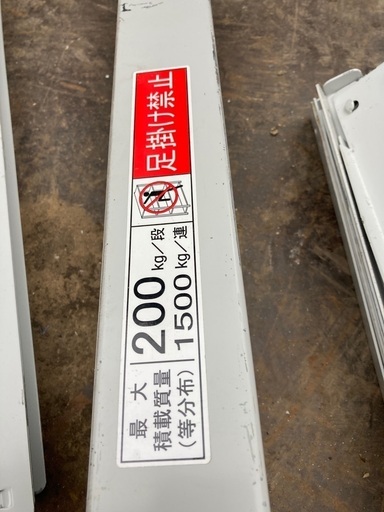 足掛け禁止
最大
積載質量
(等分布)
200kg/段
1500kg/連